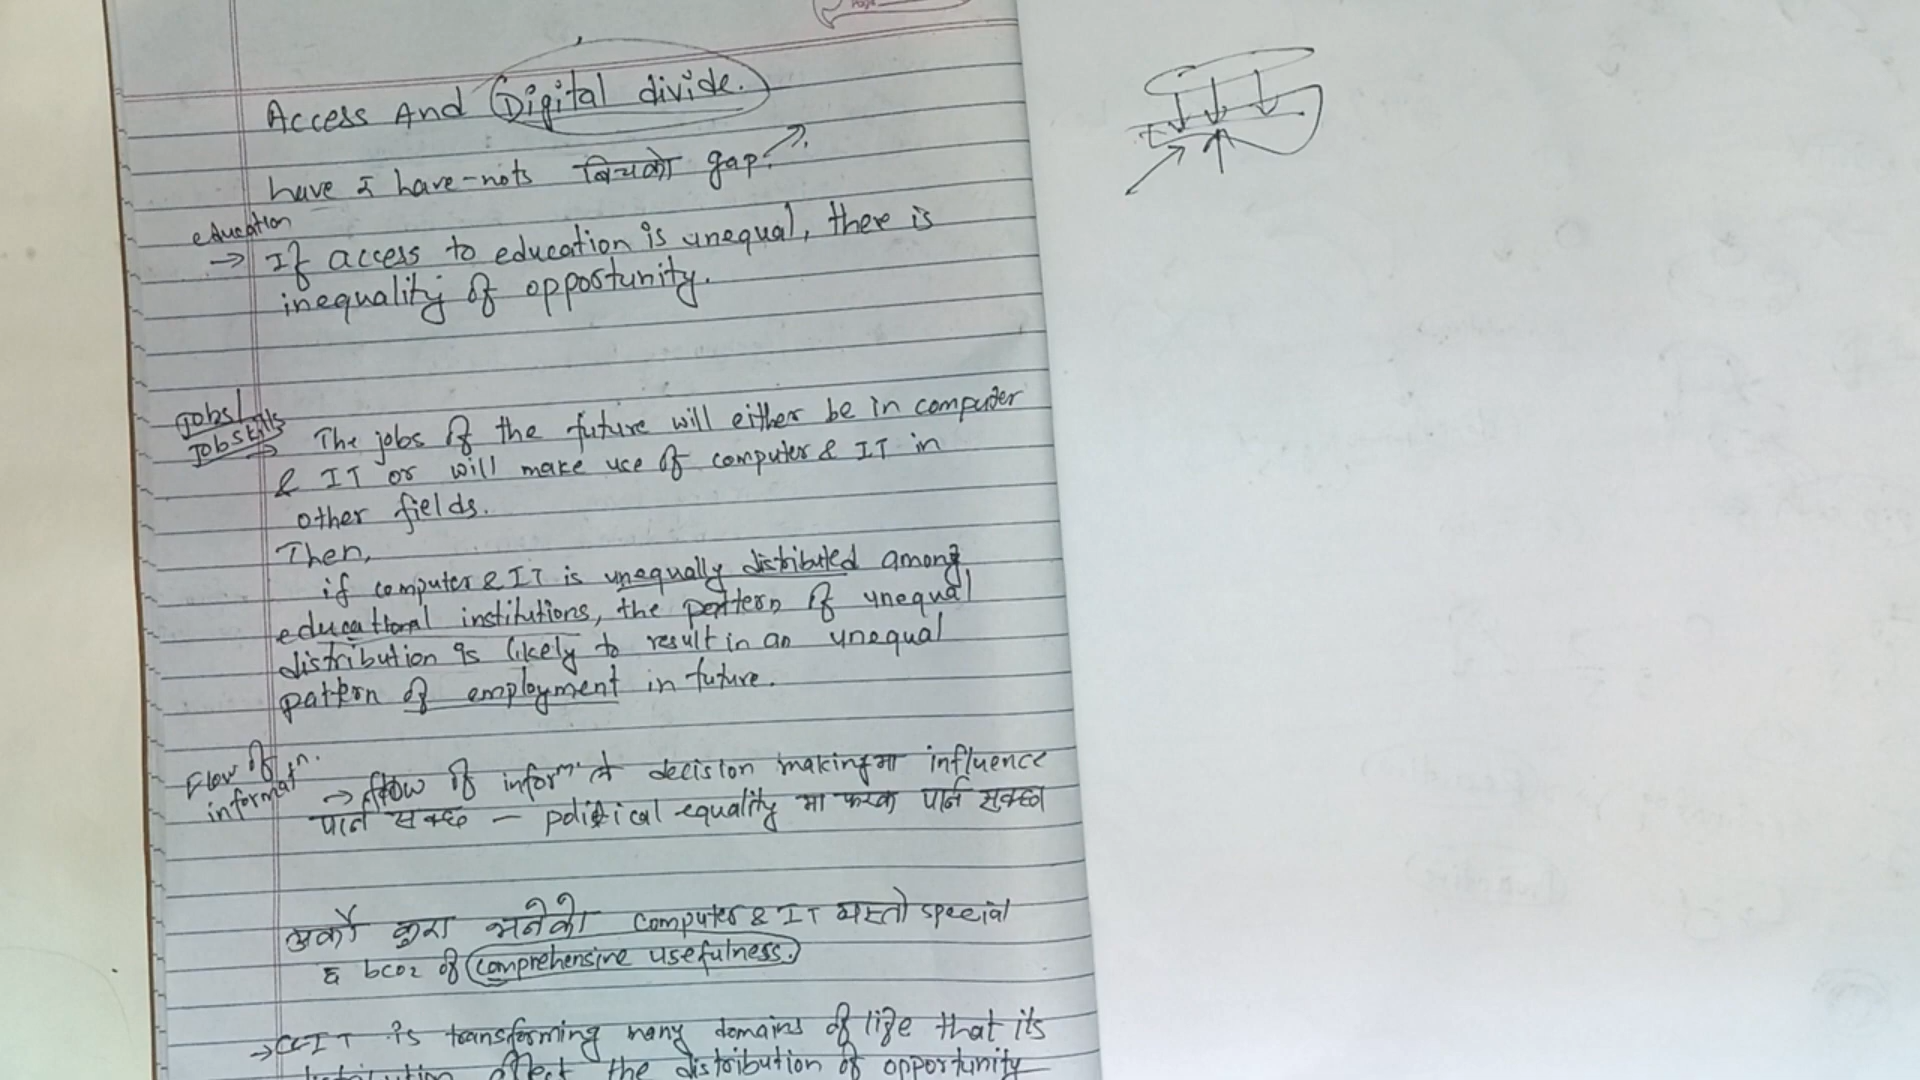 Access And Digital divide.
have र have-nots बिचको gap.
education
→ If access to education is unequal, there is
inequality of opportunity.
Jobs/
Job skills
→ The jobs of the future will either be in computer
& IT or will make use of computer & IT in
other fields.
Then,
if computer & IT is unequally distributed among
educational institutions, the pattern of unequal
distribution is likely to result in an unequal
pattern of employment in future.
Flow of
informatn.
→ flow of inform ले decision making मा influence
पार्न सक्छ — political equality मा फरक पार्न सक्छ
अर्को कुरा भनेको computer & IT यस्तो special
छ bcoz of comprehensive usefulness.
→ C&IT is transforming many domains of life that its
distribution affect the distribution of opportunity